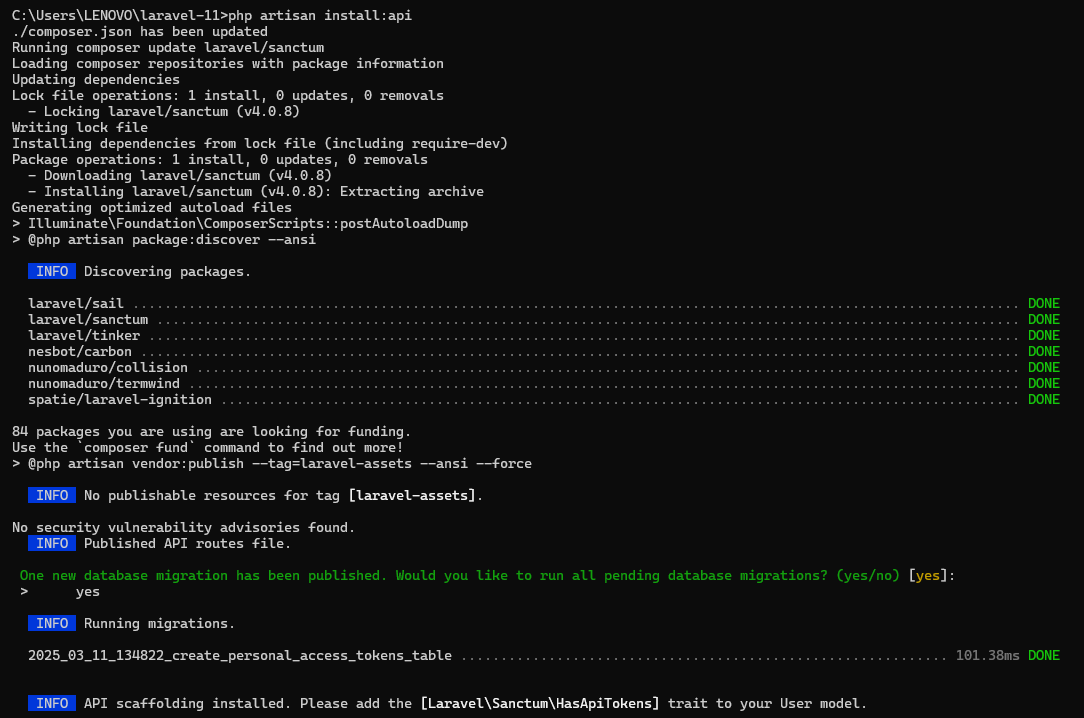 C:\Users\LENOVO\laravel-11>php artisan install:api
./composer.json has been updated
Running composer update laravel/sanctum
Loading composer repositories with package information
Updating dependencies
Lock file operations: 1 install, 0 updates, 0 removals
  - Locking laravel/sanctum (v4.0.8)
Writing lock file
Installing dependencies from lock file (including require-dev)
Package operations: 1 install, 0 updates, 0 removals
  - Downloading laravel/sanctum (v4.0.8)
  - Installing laravel/sanctum (v4.0.8): Extracting archive
Generating optimized autoload files
> Illuminate\Foundation\ComposerScripts::postAutoloadDump
> @php artisan package:discover --ansi
INFO Discovering packages.
laravel/sail ............................................................................................................... DONE
laravel/sanctum ............................................................................................................ DONE
laravel/tinker ............................................................................................................. DONE
nesbot/carbon .............................................................................................................. DONE
nunomaduro/collision ....................................................................................................... DONE
nunomaduro/termwind ........................................................................................................ DONE
spatie/laravel-ignition .................................................................................................... DONE
84 packages you are using are looking for funding.
Use the `composer fund` command to find out more!
> @php artisan vendor:publish --tag=laravel-assets --ansi --force
INFO No publishable resources for tag [laravel-assets].
No security vulnerability advisories found.
INFO Published API routes file.
One new database migration has been published. Would you like to run all pending database migrations? (yes/no) [yes]:
> yes
INFO Running migrations.
2025_03_11_134822_create_personal_access_tokens_table ............................................................. 101.38ms DONE
INFO API scaffolding installed. Please add the [Laravel\Sanctum\HasApiTokens] trait to your User model.